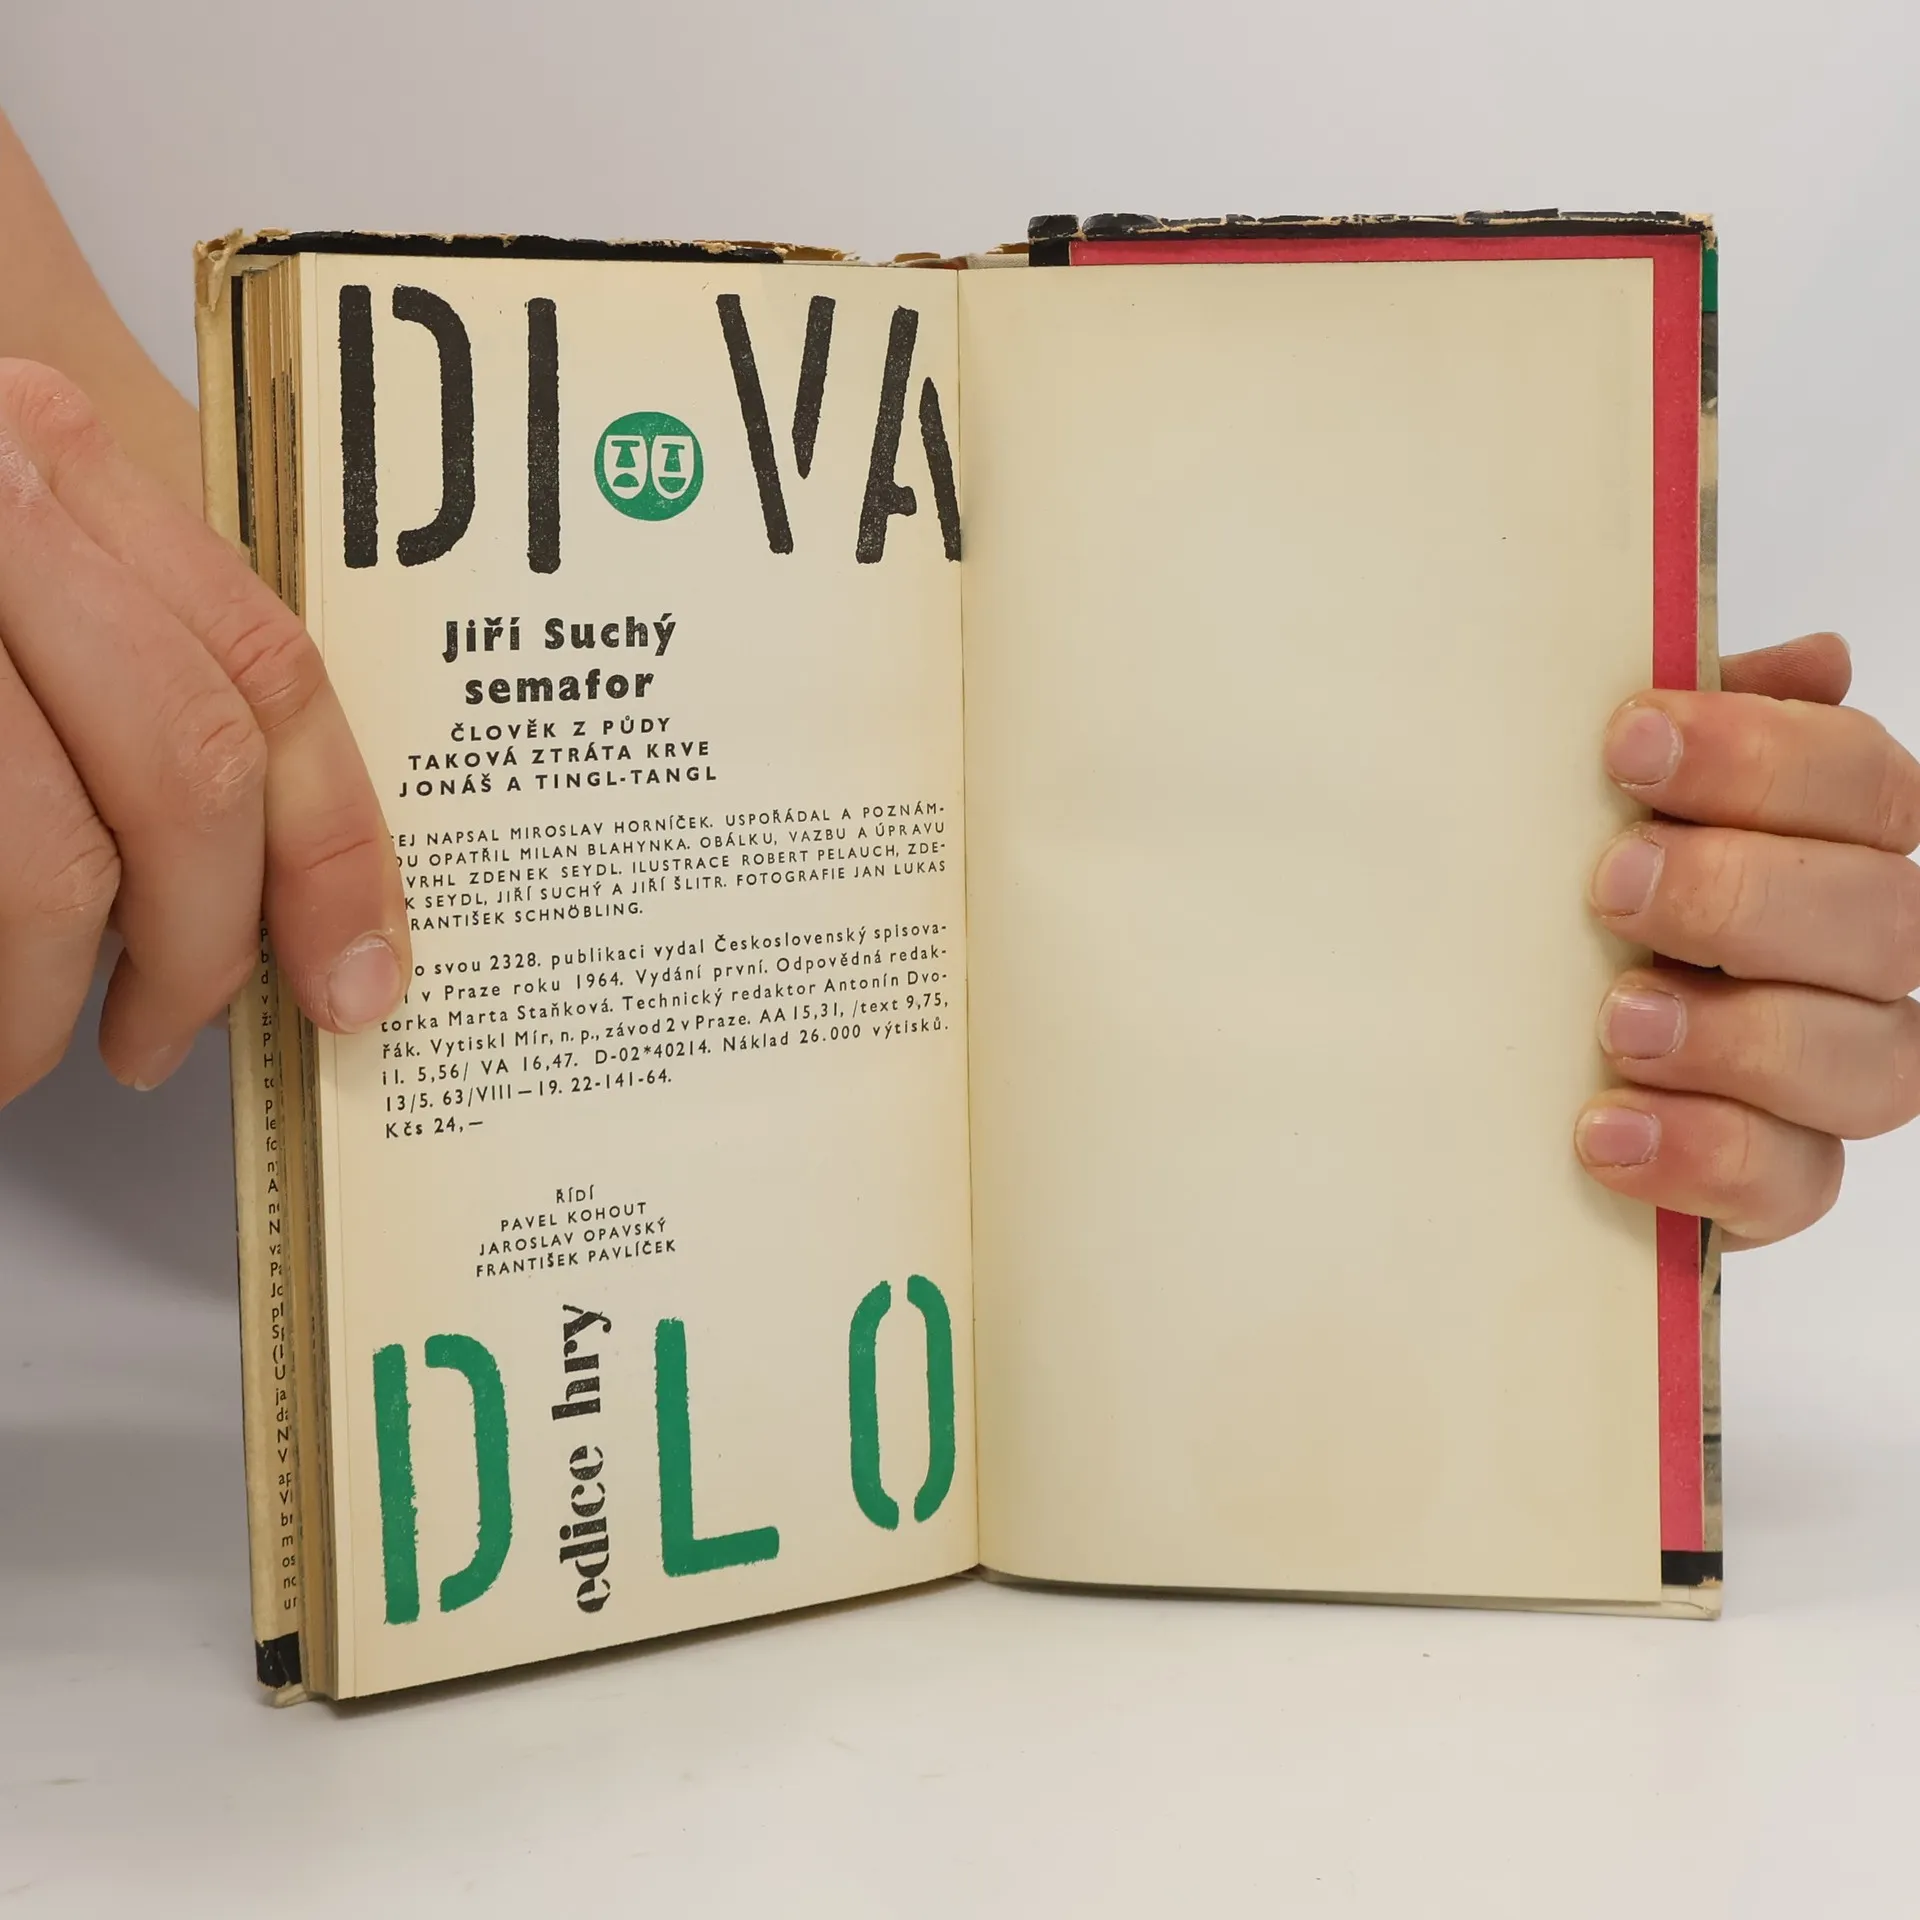 DI VA
Jiří Suchý
semafor
ČLOVĚK Z PŮDY
TAKOVÁ ZTRÁTA KRVE
JONÁŠ A TINGL-TANGL
NAPSAL MIROSLAV HORNÍČEK. USPOŘÁDAL A POZNÁM-
OPATŘIL MILAN BLAHYNKA. OBÁLKU, VAZBU A ÚPRAVU
VRHL ZDENEK SEYDL. ILUSTRACE ROBERT PELAUCH, ZDE-
K SEYDL, JIŘÍ SUCHÝ A JIŘÍ ŠLITR. FOTOGRAFIE JAN LUKAS
RANTIŠEK SCHNÖBLING.
o svou 2328. publikaci vydal Československý spisova-
v Praze roku 1964. Vydání první. Odpovědná redak-
torka Marta Staňková. Technický redaktor Antonín Dvo-
řák. Vytiskl Mír, n. p., závod 2 v Praze. AA 15,31, /text 9,75,
il. 5,56/ VA 16,47. D-02*40214. Náklad 26.000 výtisků.
13/5. 63/VIII—19. 22-141-64.
Kčs 24,—
ŘÍDÍ
PAVEL KOHOUT
JAROSLAV OPAVSKÝ
FRANTIŠEK PAVLÍČEK
edice hry
D L O